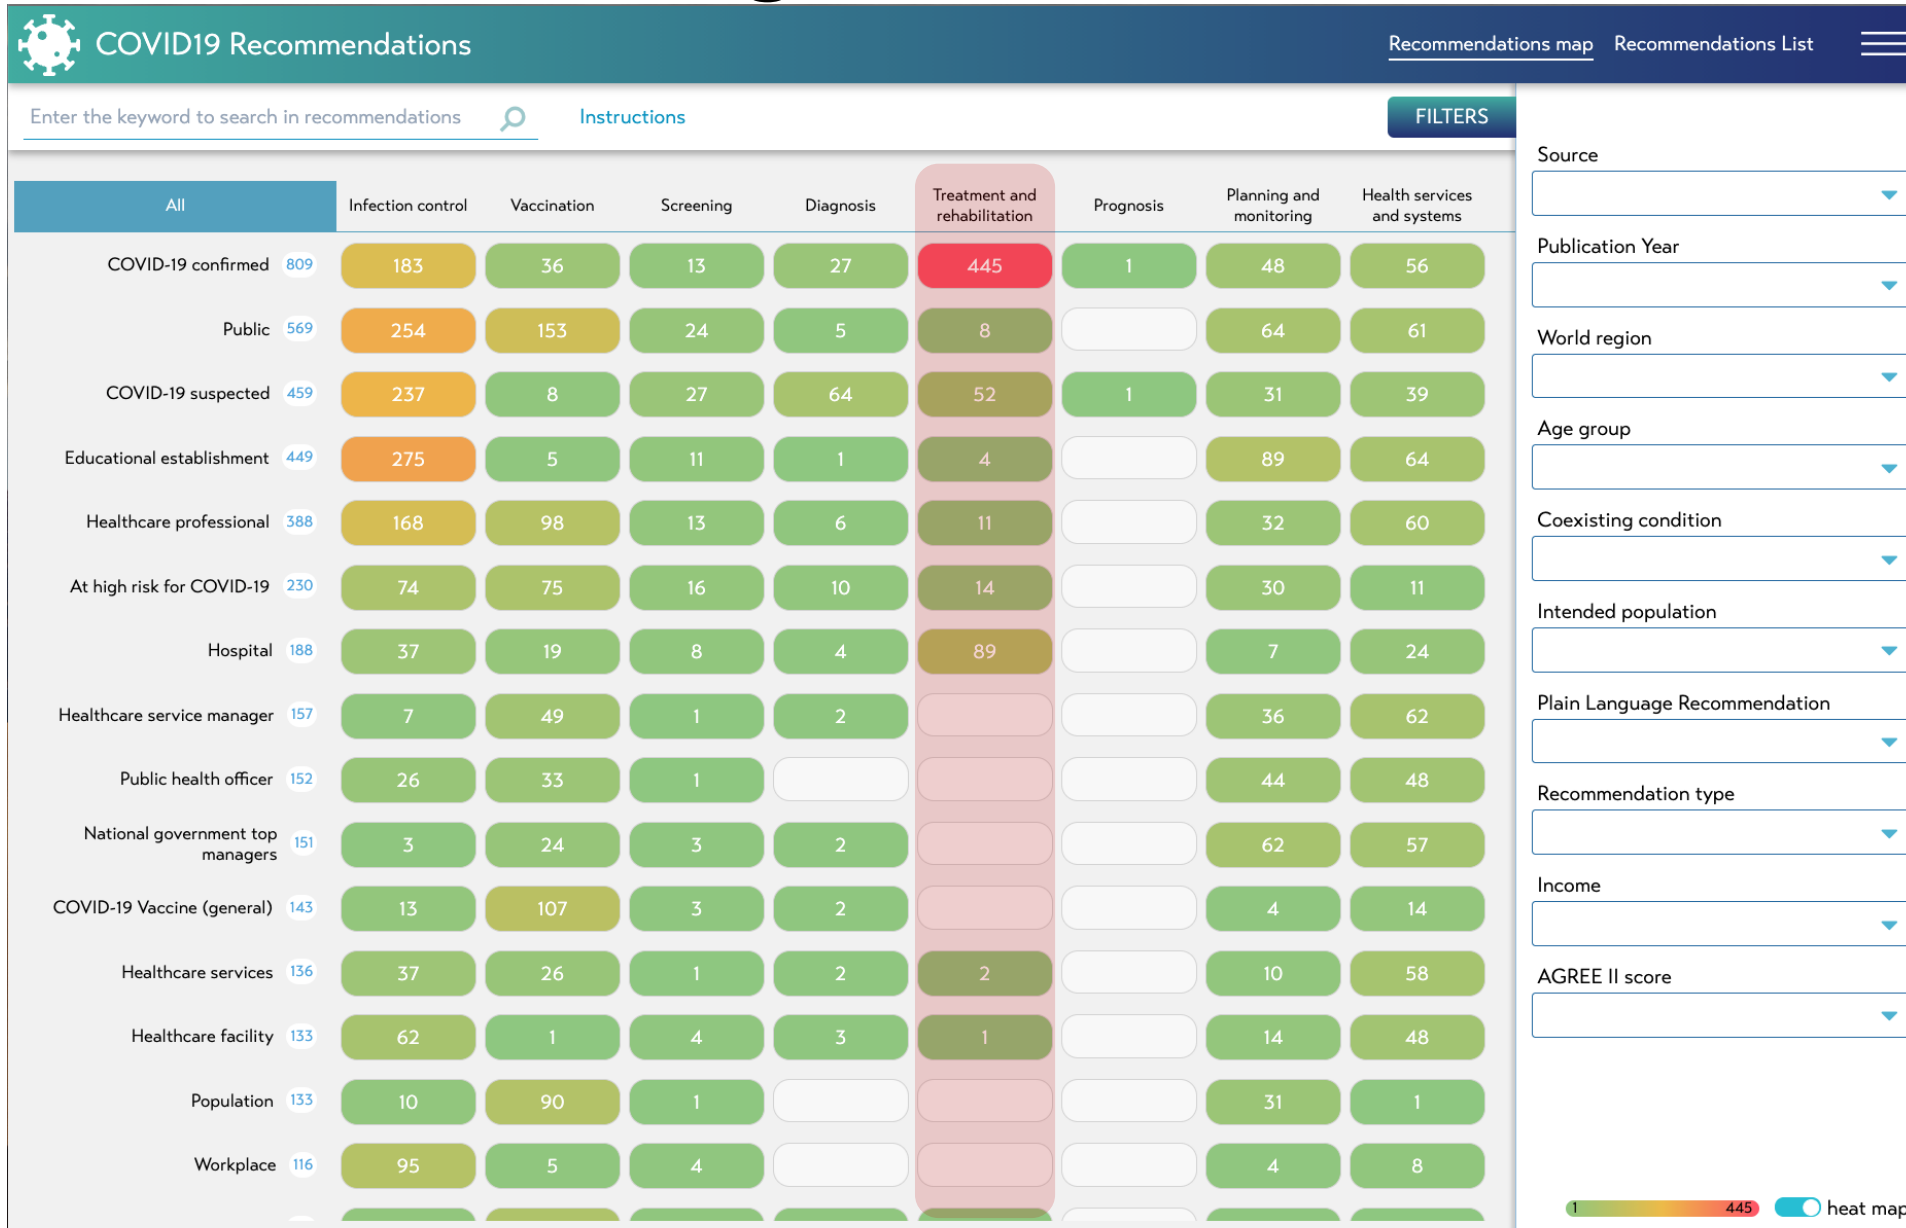 COVID19 Recommendations
Recommendations map Recommendations List
Enter the keyword to search in recommendations Instructions FILTERS
All Infection control Vaccination Screening Diagnosis Treatment and rehabilitation Prognosis Planning and monitoring Health services and systems
COVID-19 confirmed 809 183 36 13 27 445 1 48 56
Public 569 254 153 24 5 8 64 61
COVID-19 suspected 459 237 8 27 64 52 1 31 39
Educational establishment 449 275 5 11 1 4 89 64
Healthcare professional 388 168 98 13 6 11 32 60
At high risk for COVID-19 230 74 75 16 10 14 30 11
Hospital 188 37 19 8 4 89 7 24
Healthcare service manager 157 7 49 1 2 36 62
Public health officer 152 26 33 1 44 48
National government top managers 151 3 24 3 2 62 57
COVID-19 Vaccine (general) 143 13 107 3 2 4 14
Healthcare services 136 37 26 1 2 2 10 58
Healthcare facility 133 62 1 4 3 1 14 48
Population 133 10 90 1 31 1
Workplace 116 95 5 4 4 8
Source
Publication Year
World region
Age group
Coexisting condition
Intended population
Plain Language Recommendation
Recommendation type
Income
AGREE II score
1 445 heat map